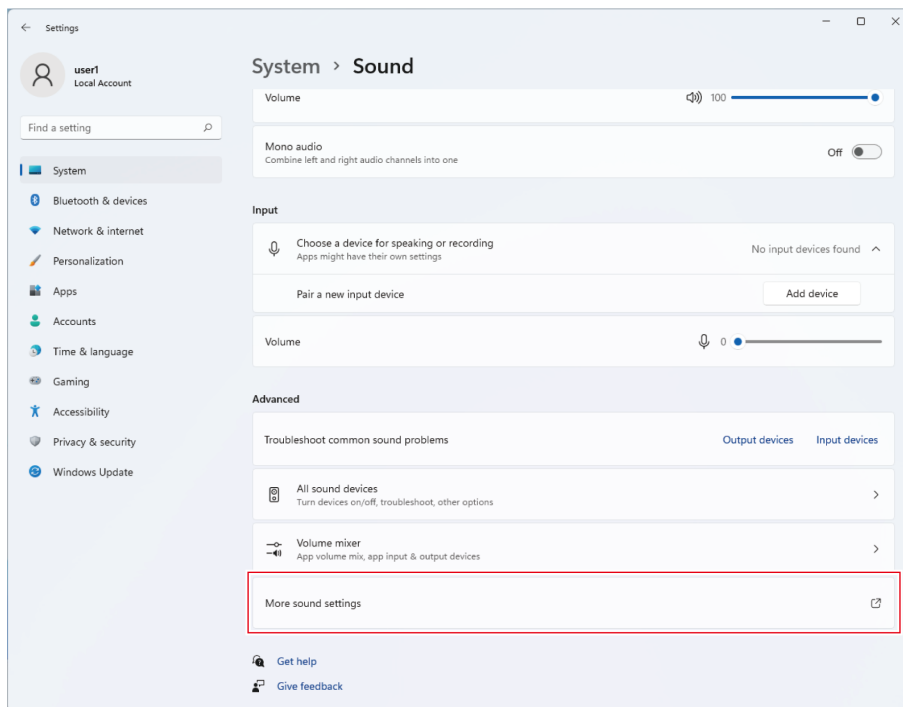 Settings
user1
Local Account
Find a setting
System
Bluetooth & devices
Network & internet
Personalization
Apps
Accounts
Time & language
Gaming
Accessibility
Privacy & security
Windows Update
System > Sound
Volume
100
Mono audio
Combine left and right audio channels into one
Off
Input
Choose a device for speaking or recording
Apps might have their own settings
No input devices found
Pair a new input device
Add device
Volume
0
Advanced
Troubleshoot common sound problems
Output devices
Input devices
All sound devices
Turn devices on/off, troubleshoot, other options
Volume mixer
App volume mix, app input & output devices
More sound settings
Get help
Give feedback